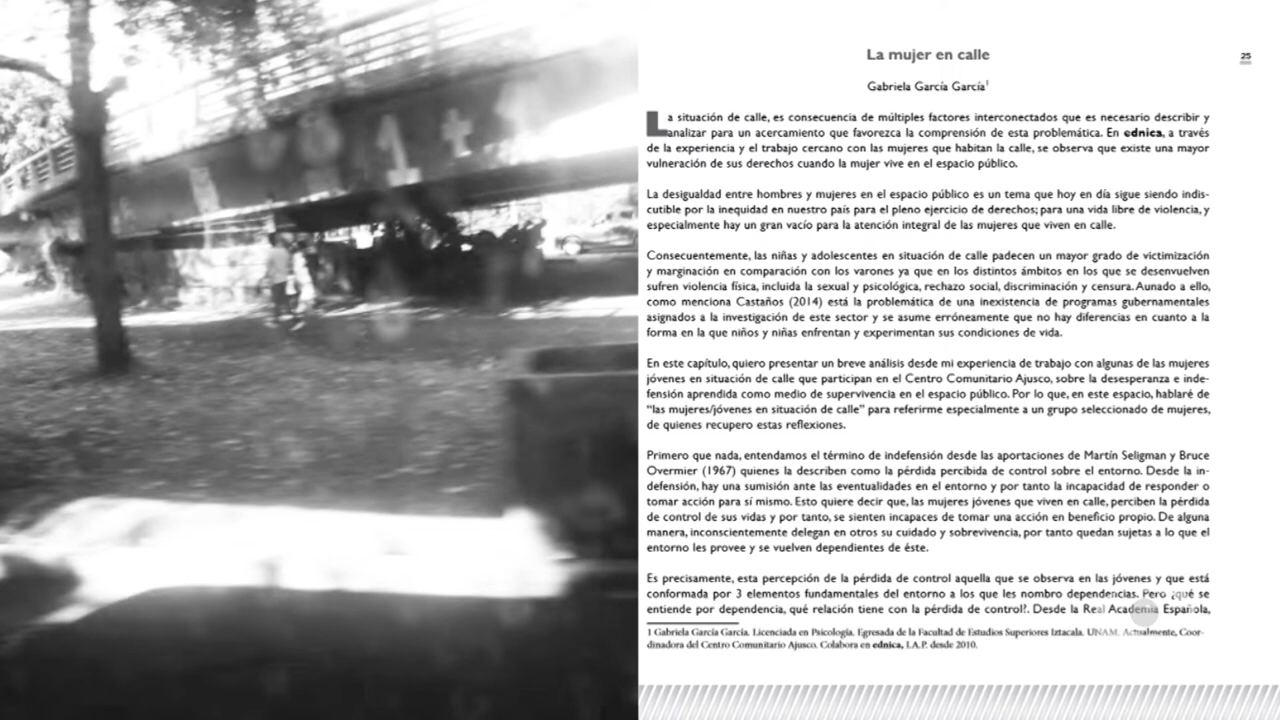 La mujer en calle
25
Gabriela García García¹
La situación de calle, es consecuencia de múltiples factores interconectados que es necesario describir y
analizar para un acercamiento que favorezca la comprensión de esta problemática. En ednica, a través
de la experiencia y el trabajo cercano con las mujeres que habitan la calle, se observa que existe una mayor
vulneración de sus derechos cuando la mujer vive en el espacio público.
La desigualdad entre hombres y mujeres en el espacio público es un tema que hoy en día sigue siendo indis-
cutible por la inequidad en nuestro país para el pleno ejercicio de derechos; para una vida libre de violencia, y
especialmente hay un gran vacío para la atención integral de las mujeres que viven en calle.
Consecuentemente, las niñas y adolescentes en situación de calle padecen un mayor grado de victimización
y marginación en comparación con los varones ya que en los distintos ámbitos en los que se desenvuelven
sufren violencia física, incluida la sexual y psicológica, rechazo social, discriminación y censura. Aunado a ello,
como menciona Castaños (2014) está la problemática de una inexistencia de programas gubernamentales
asignados a la investigación de este sector y se asume erróneamente que no hay diferencias en cuanto a la
forma en la que niños y niñas enfrentan y experimentan sus condiciones de vida.
En este capítulo, quiero presentar un breve análisis desde mi experiencia de trabajo con algunas de las mujeres
jóvenes en situación de calle que participan en el Centro Comunitario Ajusco, sobre la desesperanza e inde-
fensión aprendida como medio de supervivencia en el espacio público. Por lo que, en este espacio, hablaré de
“las mujeres/jóvenes en situación de calle” para referirme especialmente a un grupo seleccionado de mujeres,
de quienes recupero estas reflexiones.
Primero que nada, entendamos el término de indefensión desde las aportaciones de Martín Seligman y Bruce
Overmier (1967) quienes la describen como la pérdida percibida de control sobre el entorno. Desde la in-
defensión, hay una sumisión ante las eventualidades en el entorno y por tanto la incapacidad de responder o
tomar acción para sí mismo. Esto quiere decir que, las mujeres jóvenes que viven en calle, perciben la pérdida
de control de sus vidas y por tanto, se sienten incapaces de tomar una acción en beneficio propio. De alguna
manera, inconscientemente delegan en otros su cuidado y sobrevivencia, por tanto quedan sujetas a lo que el
entorno les provee y se vuelven dependientes de éste.
Es precisamente, esta percepción de la pérdida de control aquella que se observa en las jóvenes y que está
conformada por 3 elementos fundamentales del entorno a los que les nombro dependencias. Pero ¿qué se
entiende por dependencia, qué relación tiene con la pérdida de control?. Desde la Real Academia Española,
1 Gabriela García García. Licenciada en Psicología. Egresada de la Facultad de Estudios Superiores Iztacala. UNAM. Actualmente, Coor-
dinadora del Centro Comunitario Ajusco. Colabora en ednica, I.A.P. desde 2010.